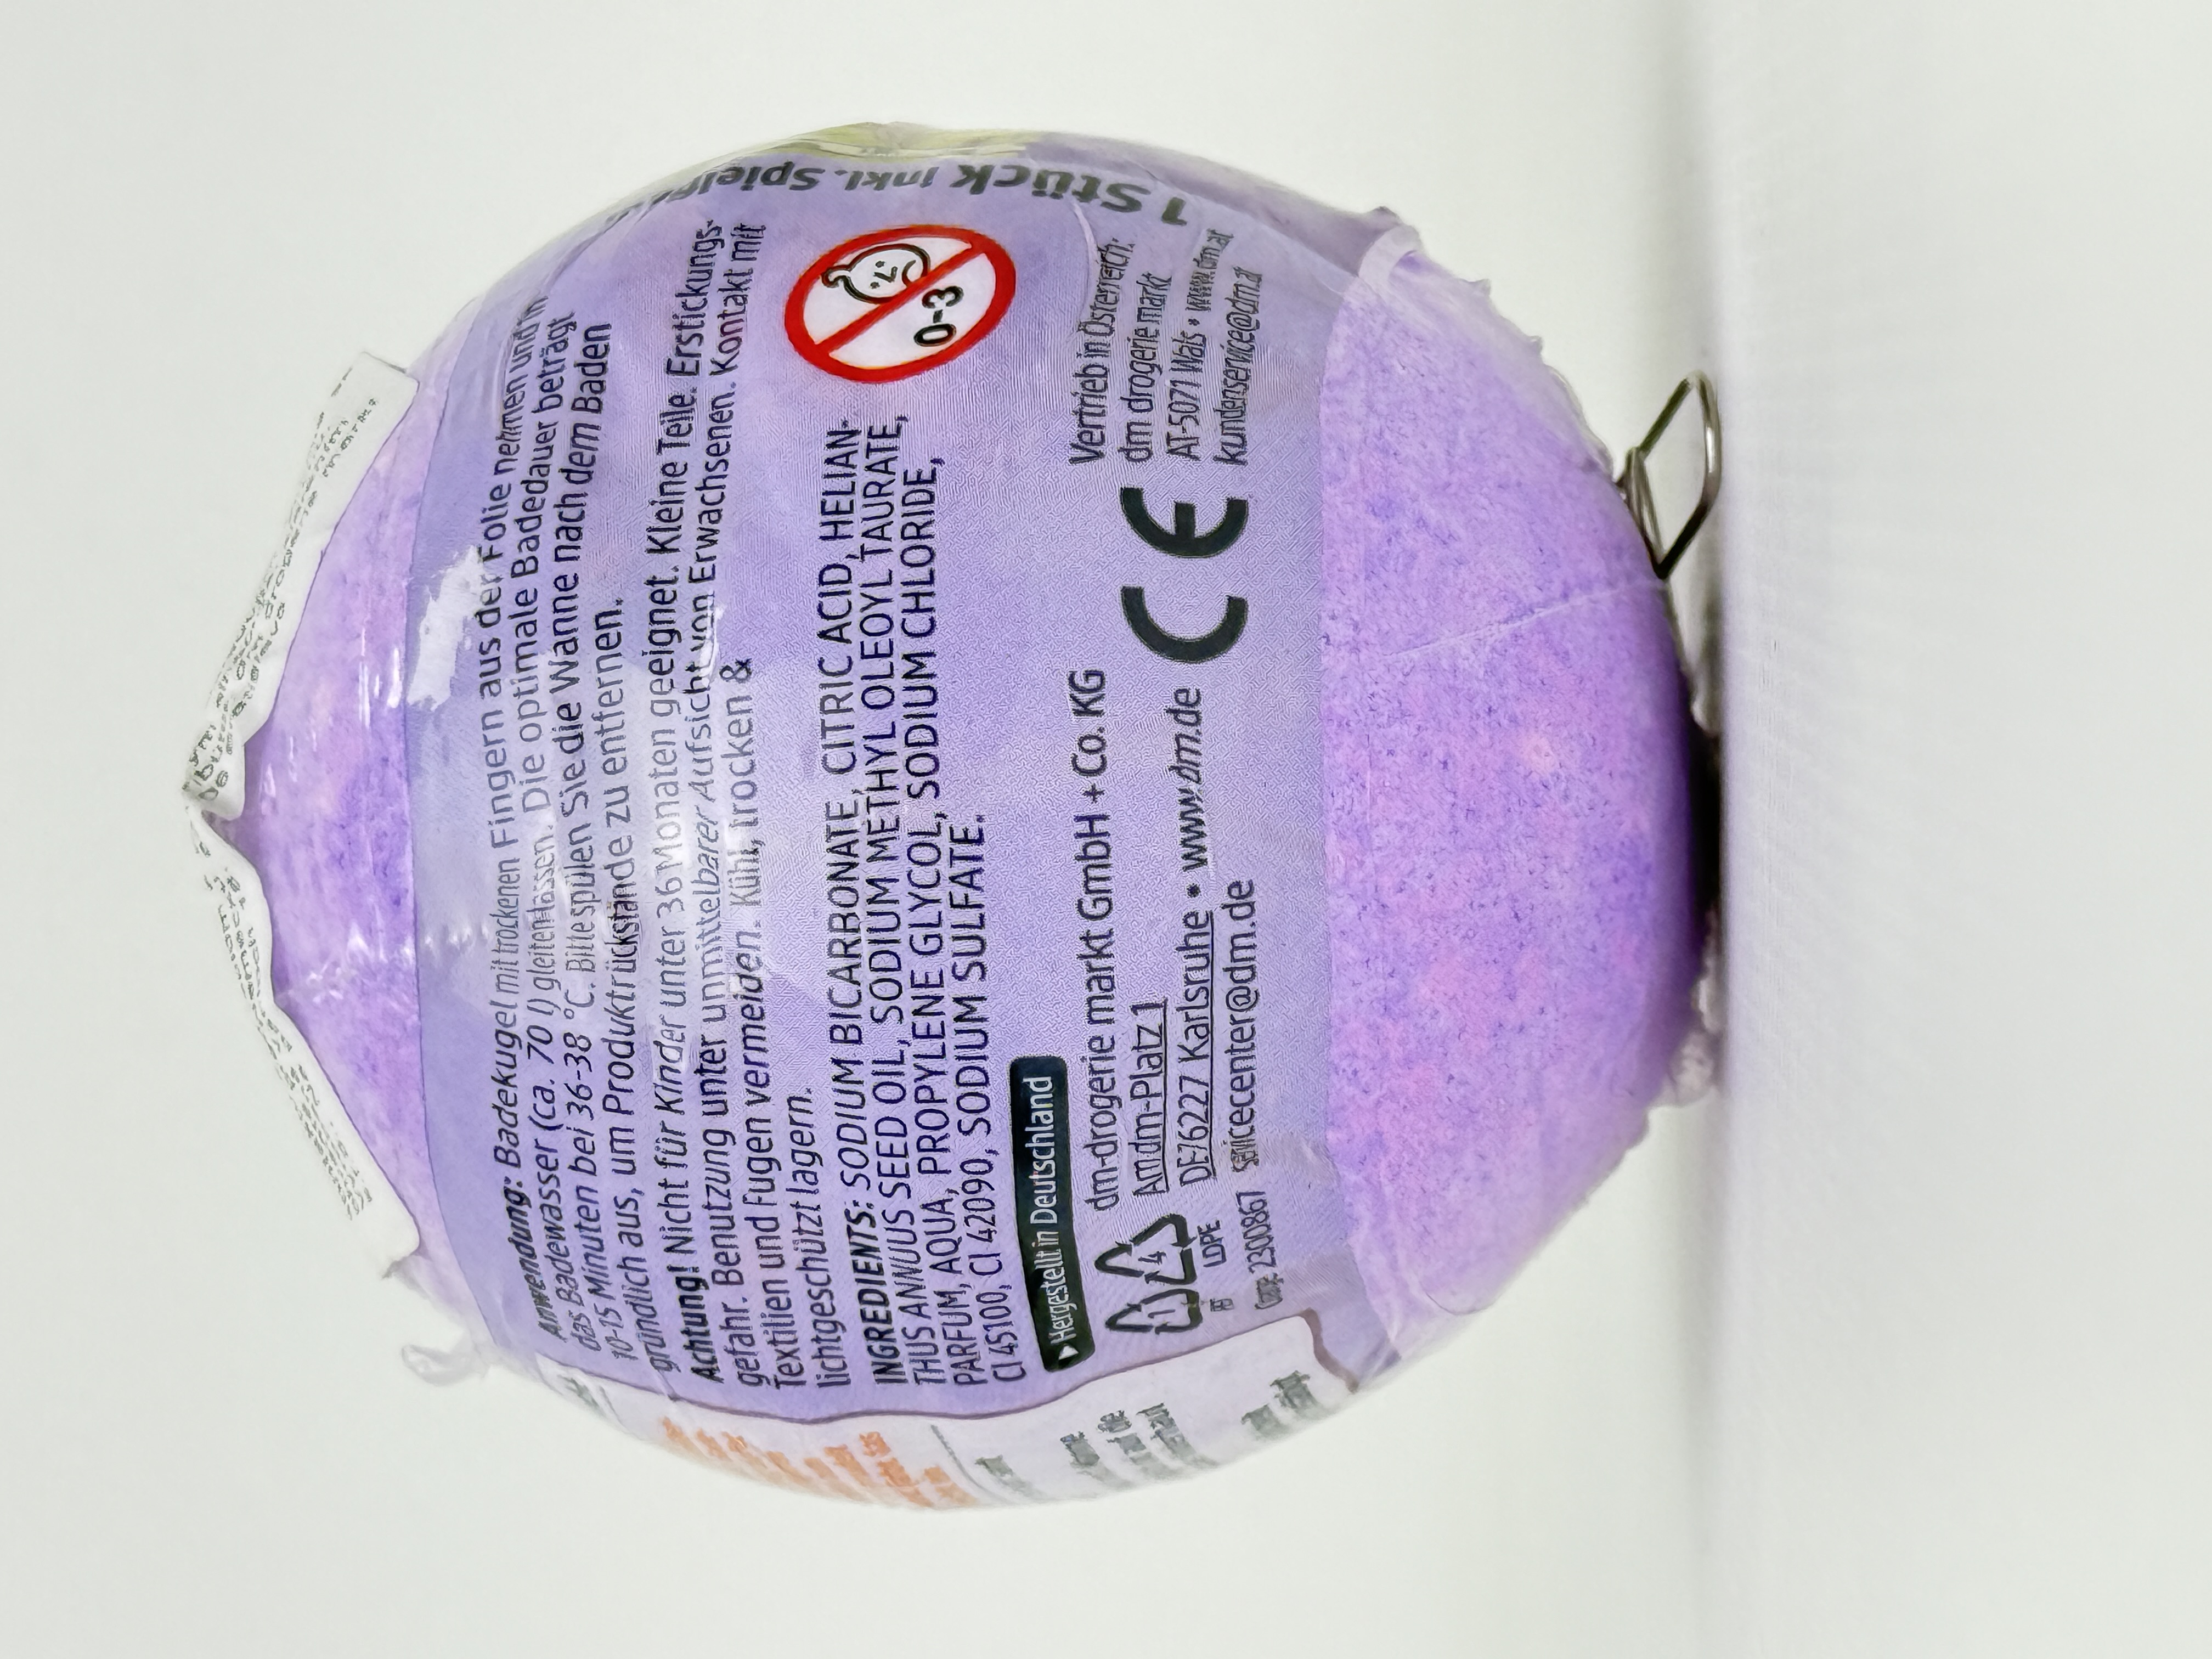 Anwendung: Badekugel mit trockenen Fingern aus der Folie nehmen und in
das Badewasser (ca. 70 l) gleiten lassen. Die optimale Badedauer beträgt
10-15 Minuten bei 36-38 °C. Bitte spülen Sie die Wanne nach dem Baden
gründlich aus, um Produktrückstände zu entfernen.
Achtung! Nicht für Kinder unter 36 Monaten geeignet. Kleine Teile. Erstickungs-
gefahr. Benutzung unter unmittelbarer Aufsicht von Erwachsenen. Kontakt mit
Textilien und Fugen vermeiden. Kühl, trocken &
lichtgeschützt lagern.
0-3
INGREDIENTS: SODIUM BICARBONATE, CITRIC ACID, HELIAN-
THUS ANNUUS SEED OIL, SODIUM METHYL OLEOYL TAURATE,
PARFUM, AQUA, PROPYLENE GLYCOL, SODIUM CHLORIDE,
CI 45100, CI 42090, SODIUM SULFATE.
Hergestellt in Deutschland
dm-drogerie markt GmbH + Co. KG
Am dm-Platz 1
DE-76227 Karlsruhe • www.dm.de
servicecenter@dm.de
CE
Vertrieb in Österreich:
dm drogerie markt
AT-5071 Wals • www.dm.at
kundenservice@dm.at
1 4
LDPE
2300867
1 Stück inkl.